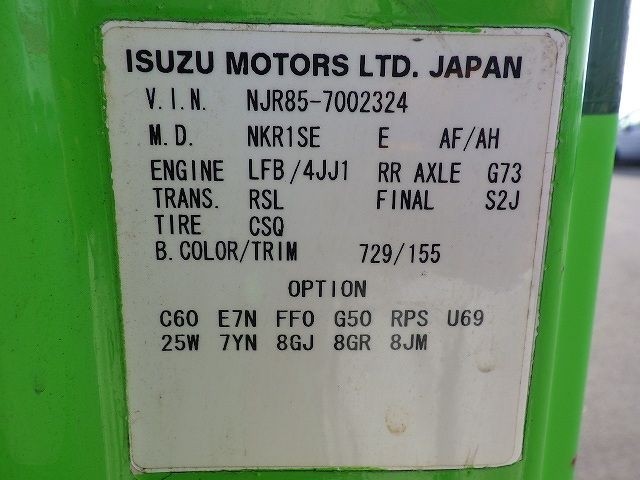 ISUZU MOTORS LTD. JAPAN
V.I.N. NJR85-7002324
M.D. NKR1SE E AF/AH
ENGINE LFB/4JJ1 RR AXLE G73
TRANS. RSL FINAL S2J
TIRE CSQ
B.COLOR/TRIM 729/155
OPTION
C60 E7N FF0 G50 RPS U69
25W 7YN 8GJ 8GR 8JM